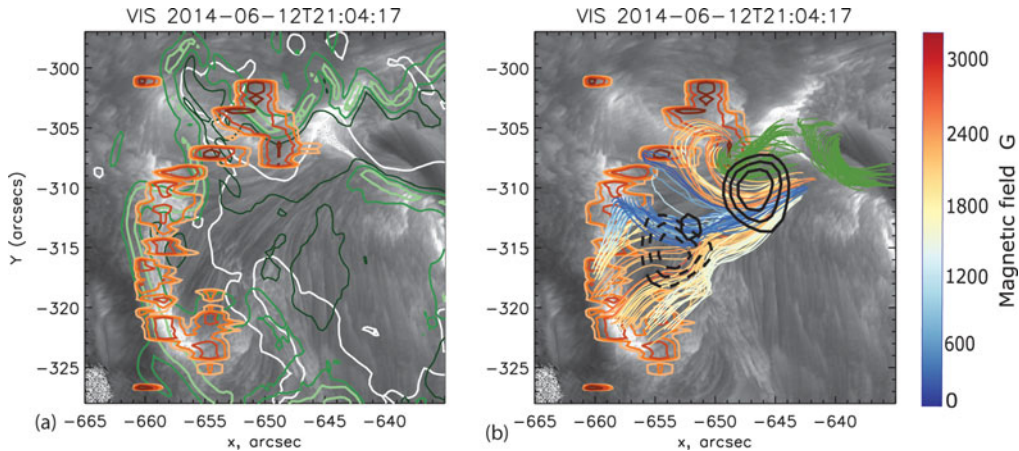 VIS 2014-06-12T21:04:17
VIS 2014-06-12T21:04:17
Y (arcsecs)
-300
-305
-310
-315
-320
-325
-300
-305
-310
-315
-320
-325
3000
2400
1800
1200
600
0
Magnetic field G
(a)
-665 -660 -655 -650 -645 -640
x, arcsec
(b)
-665 -660 -655 -650 -645 -640
x, arcsec